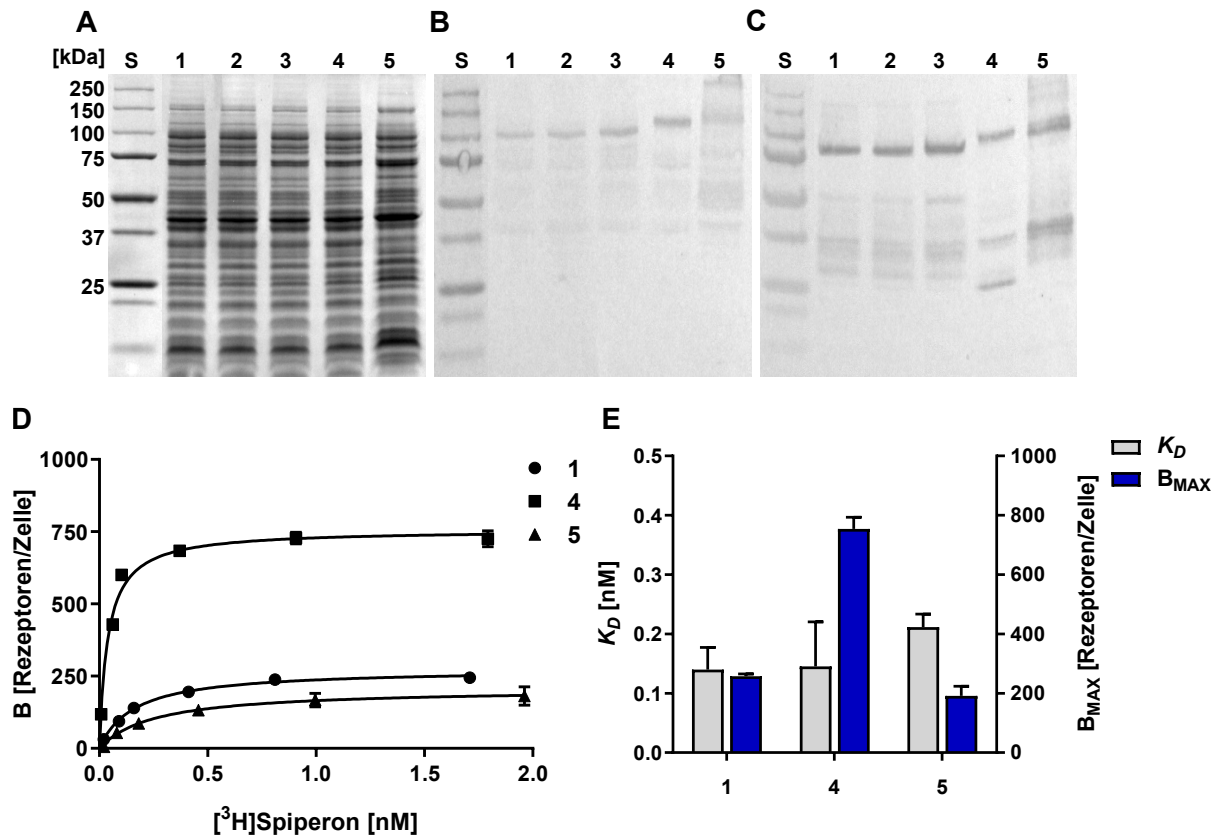 A
B
C
[kDa] S 1 2 3 4 5
S 1 2 3 4 5
S 1 2 3 4 5
250
150
100
75
50
37
25
D
B [Rezeptoren/Zelle]
1000
750
500
250
0
0.0 0.5 1.0 1.5 2.0
[³H]Spiperon [nM]
1
4
5
E
K_D [nM]
0.5
0.4
0.3
0.2
0.1
0.0
1 4 5
1000
800
600
400
200
0
B_MAX [Rezeptoren/Zelle]
K_D
B_MAX